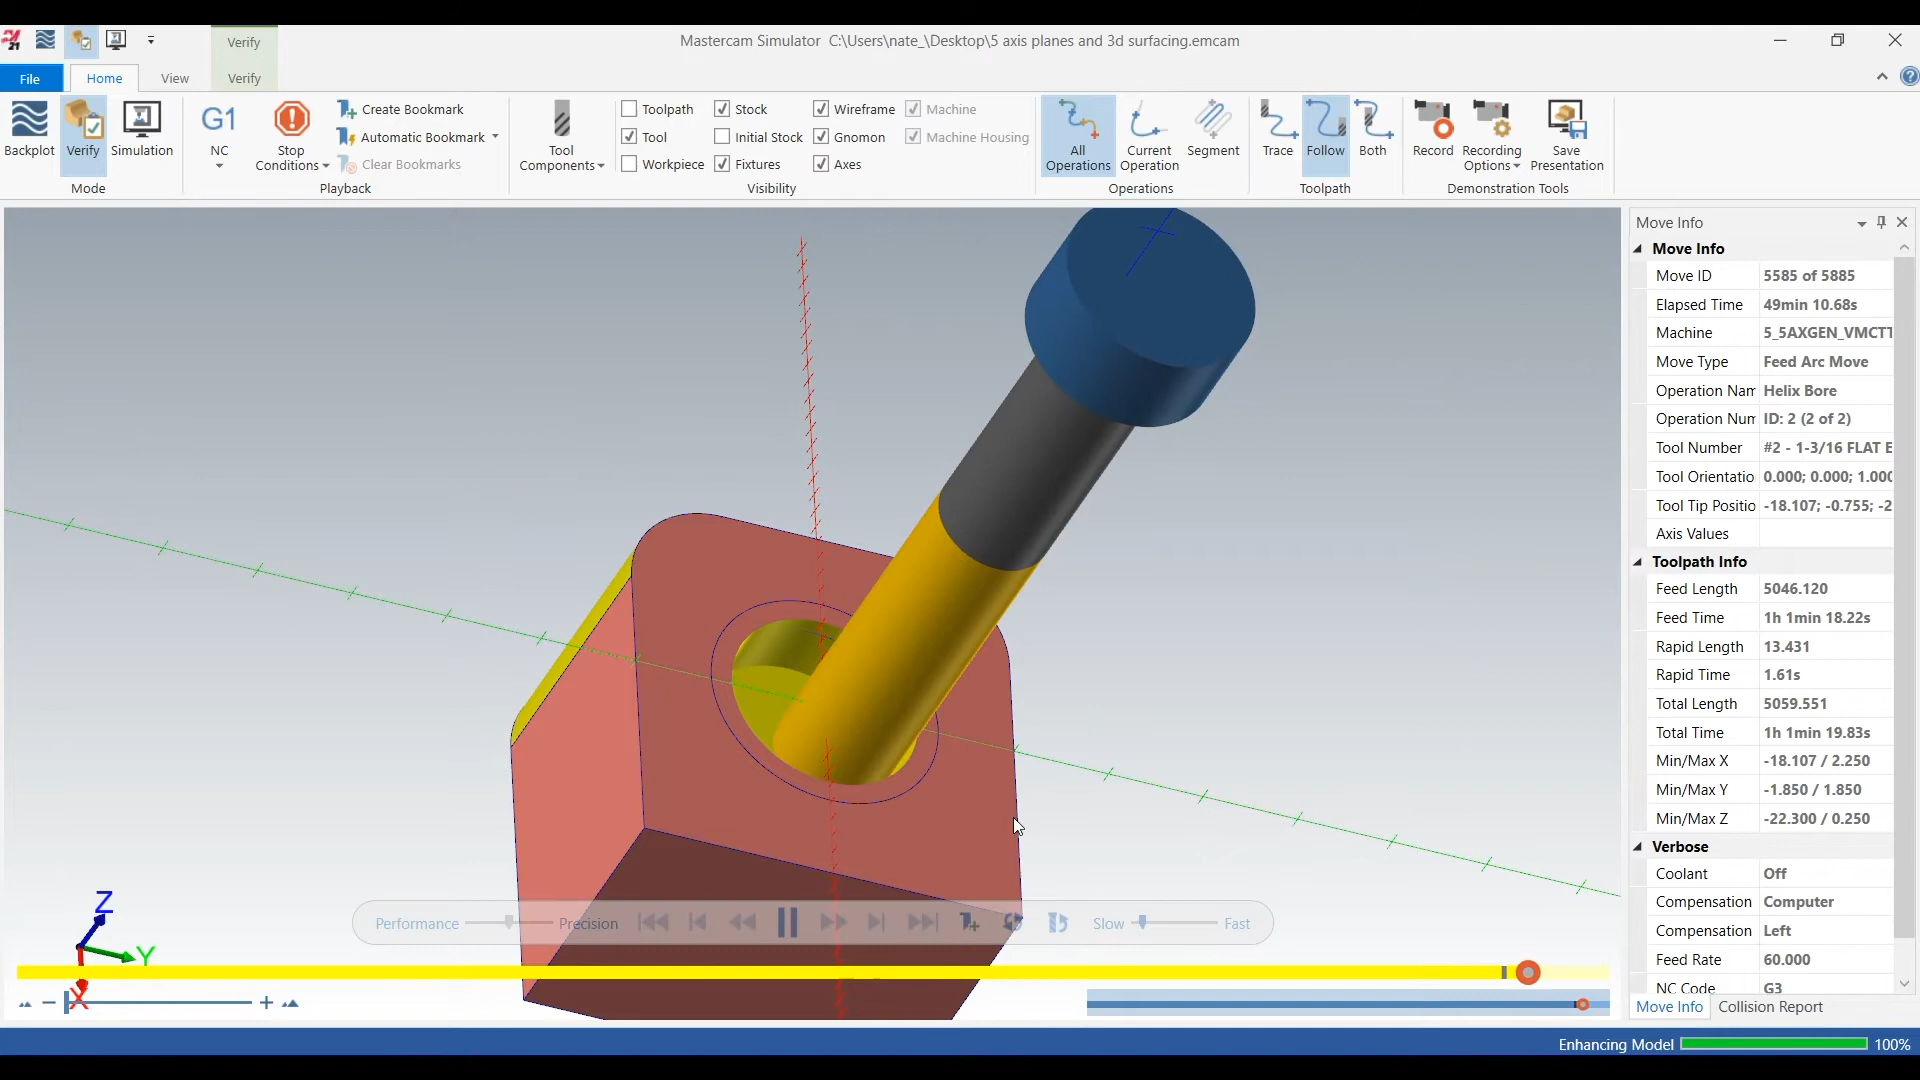 21
Verify
Mastercam Simulator C:\Users\nate_\Desktop\5 axis planes and 3d surfacing.emcam
File
Home
View
Verify
Backplot
Verify
Simulation
Mode
G1
NC
Stop
Conditions
Create Bookmark
Automatic Bookmark
Clear Bookmarks
Playback
Tool
Components
Toolpath
Stock
Wireframe
Machine
Tool
Initial Stock
Gnomon
Machine Housing
Workpiece
Fixtures
Axes
Visibility
All
Operations
Current
Operation
Segment
Operations
Trace
Follow
Both
Toolpath
Record
Recording
Options
Save
Presentation
Demonstration Tools
Move Info
Move Info
Move ID 5585 of 5885
Elapsed Time 49min 10.68s
Machine 5_5AXGEN_VMCTT
Move Type Feed Arc Move
Operation Nam Helix Bore
Operation Num ID: 2 (2 of 2)
Tool Number #2 - 1-3/16 FLAT E
Tool Orientatio 0.000; 0.000; 1.000
Tool Tip Positio -18.107; -0.755; -2
Axis Values
Toolpath Info
Feed Length 5046.120
Feed Time 1h 1min 18.22s
Rapid Length 13.431
Rapid Time 1.61s
Total Length 5059.551
Total Time 1h 1min 19.83s
Min/Max X -18.107 / 2.250
Min/Max Y -1.850 / 1.850
Min/Max Z -22.300 / 0.250
Verbose
Coolant Off
Compensation Computer
Compensation Left
Feed Rate 60.000
NC Code G3
Move Info
Collision Report
Z
Y
X
Performance
Precision
Slow
Fast
Enhancing Model 100%